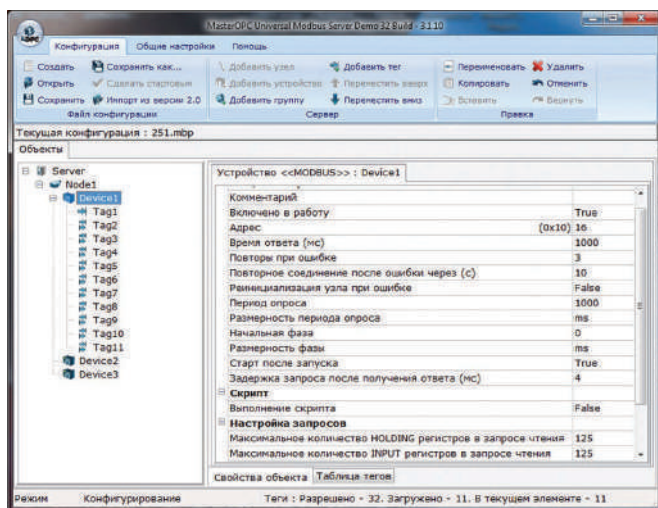 MasterOPC Universal Modbus Server Demo 32 Build - 3.1.10
OPC
Конфигурация Общие настройки Помощь
Создать Сохранить как... Добавить узел Добавить тег Переименовать Удалить
Открыть Сделать стартовым Добавить устройство Переместить вверх Копировать Отменить
Сохранить Импорт из версии 2.0 Добавить группу Переместить вниз Вставить Вернуть
Файл конфигурации Сервер Правка
Текущая конфигурация : 251.mbp
Объекты
Server
Node1
Device1
Tag1
Tag2
Tag3
Tag4
Tag5
Tag6
Tag7
Tag8
Tag9
Tag10
Tag11
Device2
Device3
Устройство <<MODBUS>> : Device1
Комментарий
Включено в работу True
Адрес (0x10) 16
Время ответа (мс) 1000
Повторы при ошибке 3
Повторное соединение после ошибки через (с) 10
Реинициализация узла при ошибке False
Период опроса 1000
Размерность периода опроса ms
Начальная фаза 0
Размерность фазы ms
Старт после запуска True
Задержка запроса после получения ответа (мс) 4
Скрипт
Выполнение скрипта False
Настройка запросов
Максимальное количество HOLDING регистров в запросе чтения 125
Максимальное количество INPUT регистров в запросе чтения 125
Свойства объекта Таблица тегов
Режим Конфигурирование Теги : Разрешено - 32. Загружено - 11. В текущем элементе - 11